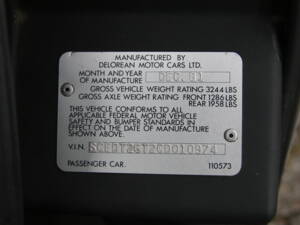 MANUFACTURED BY
DELOREAN MOTOR CARS LTD.
MONTH AND YEAR
OF MANUFACTURE DEC. 81
GROSS VEHICLE WEIGHT RATING 3244 LBS
GROSS AXLE WEIGHT RATING FRONT 1286 LBS
REAR 1958 LBS
THIS VEHICLE CONFORMS TO ALL
APPLICABLE FEDERAL MOTOR VEHICLE
SAFETY AND BUMPER STANDARDS IN
EFFECT ON THE DATE OF MANUFACTURE
SHOWN ABOVE.
V.I.N.
PASSENGER CAR. 110573